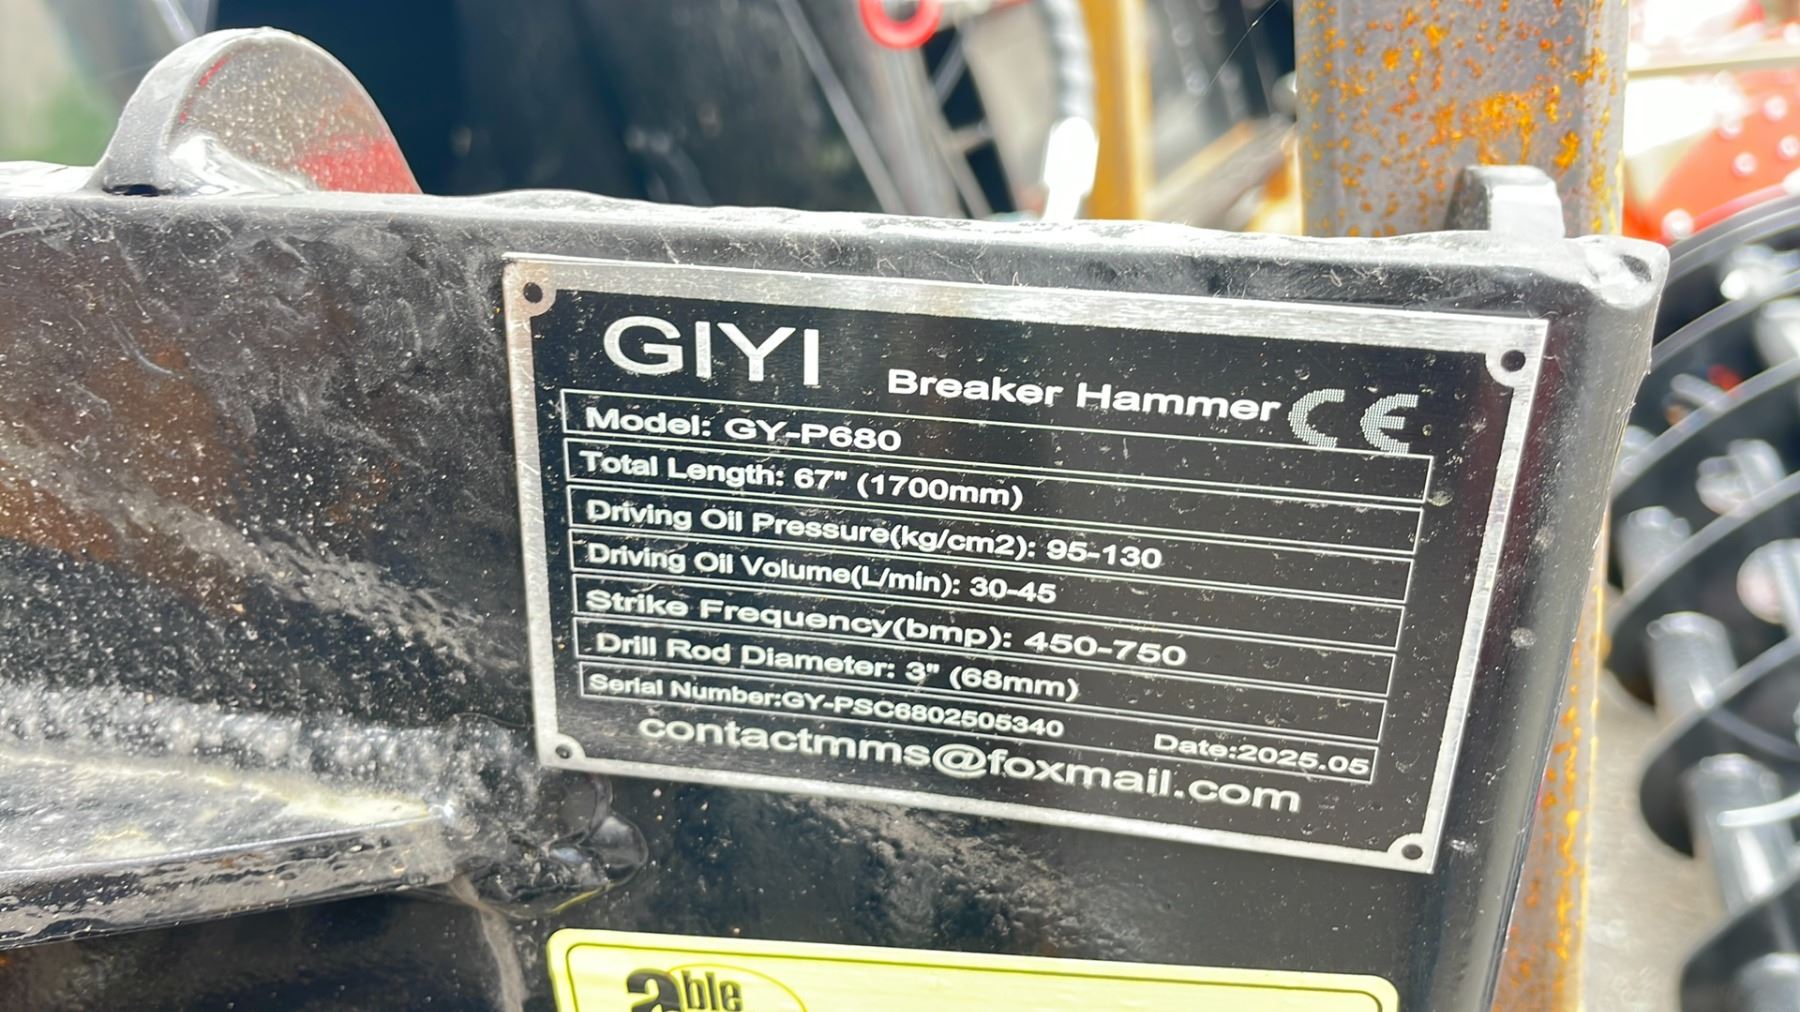 GIYI
Breaker Hammer CE
Model: GY-P680
Total Length: 67" (1700mm)
Driving Oil Pressure(kg/cm2): 95-130
Driving Oil Volume(L/min): 30-45
Strike Frequency(bmp): 450-750
Drill Rod Diameter: 3" (68mm)
Serial Number:GY-PSC6802505340 Date:2025.05
contactmms@foxmail.com
able